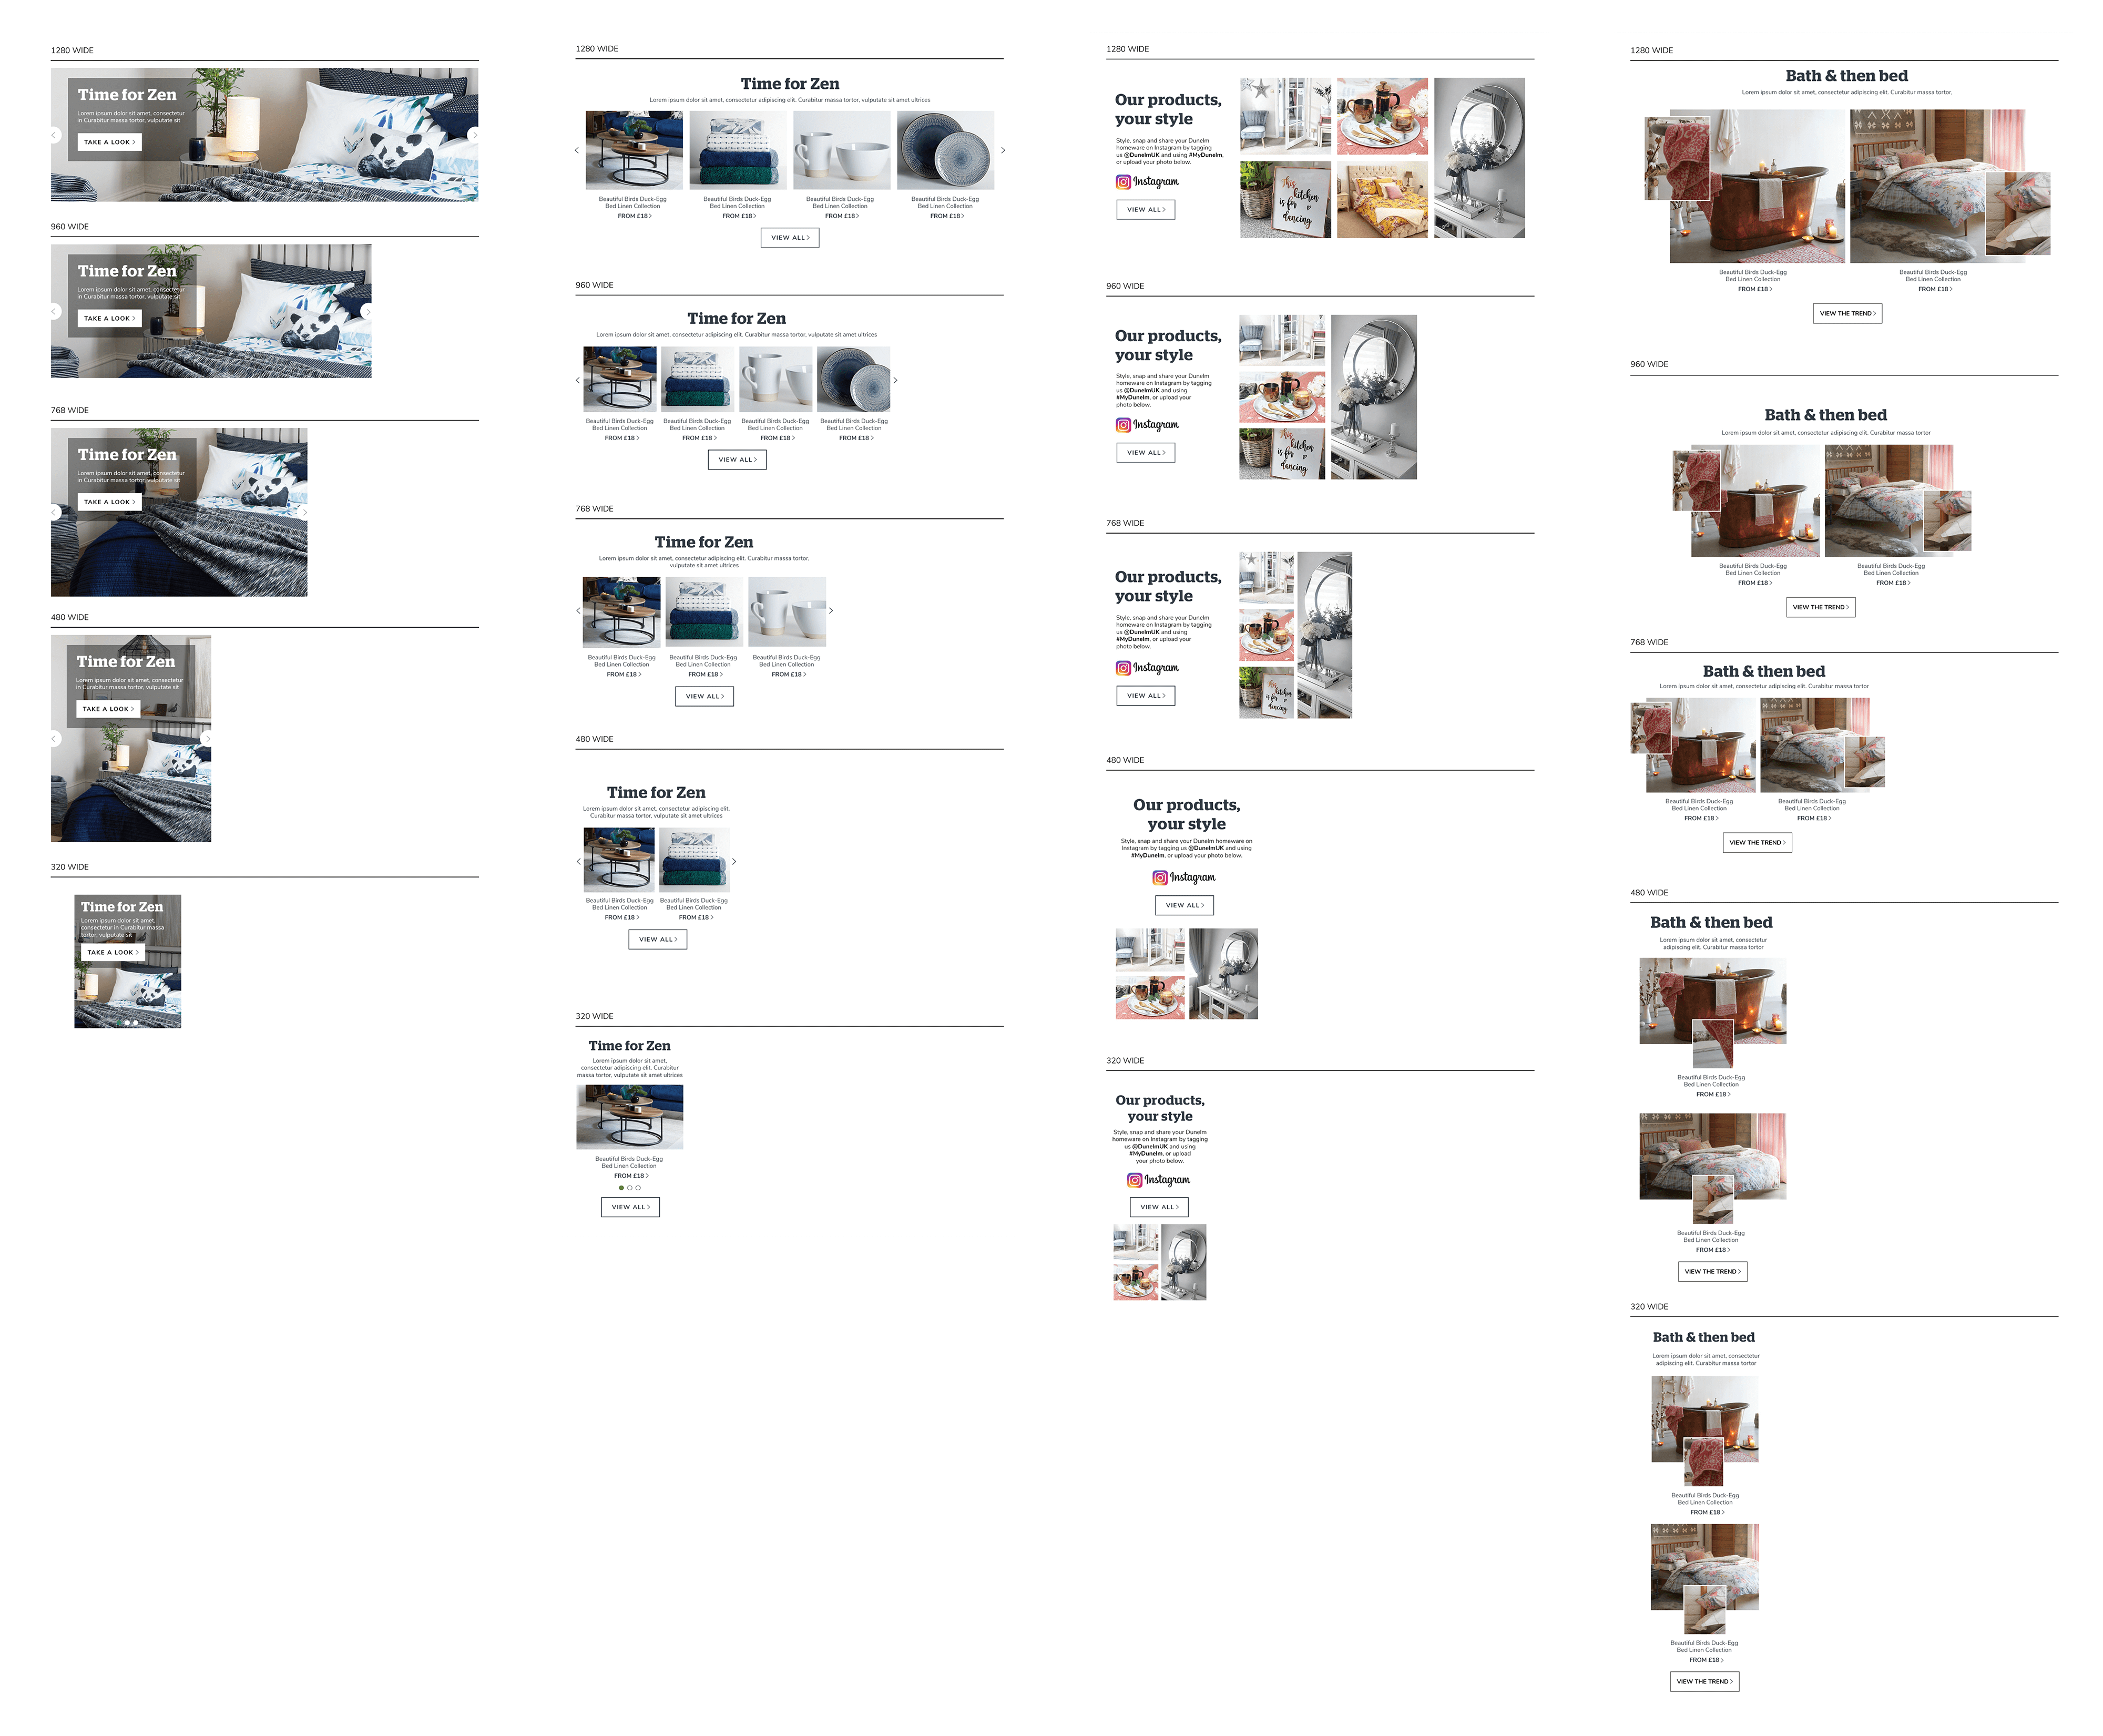 1280 WIDE
Time for Zen
Lorem ipsum dolor sit amet, consectetur
in Curabitur massa tortor, vulputate sit
TAKE A LOOK
960 WIDE
Time for Zen
Lorem ipsum dolor sit amet, consectetur
in Curabitur massa tortor, vulputate sit
TAKE A LOOK
768 WIDE
Time for Zen
Lorem ipsum dolor sit amet, consectetur
in Curabitur massa tortor, vulputate sit
TAKE A LOOK
480 WIDE
Time for Zen
Lorem ipsum dolor sit amet, consectetur
in Curabitur massa tortor, vulputate sit
TAKE A LOOK
320 WIDE
Time for Zen
Lorem ipsum dolor sit amet,
consectetur in Curabitur massa
tortor, vulputate sit
TAKE A LOOK
1280 WIDE
Time for Zen
Lorem ipsum dolor sit amet, consectetur adipiscing elit. Curabitur massa tortor, vulputate sit amet ultrices
Beautiful Birds Duck-Egg
Bed Linen Collection
FROM £18
Beautiful Birds Duck-Egg
Bed Linen Collection
FROM £18
Beautiful Birds Duck-Egg
Bed Linen Collection
FROM £18
Beautiful Birds Duck-Egg
Bed Linen Collection
FROM £18
VIEW ALL
960 WIDE
Time for Zen
Lorem ipsum dolor sit amet, consectetur adipiscing elit. Curabitur massa tortor, vulputate sit amet ultrices
Beautiful Birds Duck-Egg
Bed Linen Collection
FROM £18
Beautiful Birds Duck-Egg
Bed Linen Collection
FROM £18
Beautiful Birds Duck-Egg
Bed Linen Collection
FROM £18
Beautiful Birds Duck-Egg
Bed Linen Collection
FROM £18
VIEW ALL
768 WIDE
Time for Zen
Lorem ipsum dolor sit amet, consectetur adipiscing elit. Curabitur massa tortor,
vulputate sit amet ultrices
Beautiful Birds Duck-Egg
Bed Linen Collection
FROM £18
Beautiful Birds Duck-Egg
Bed Linen Collection
FROM £18
Beautiful Birds Duck-Egg
Bed Linen Collection
FROM £18
VIEW ALL
480 WIDE
Time for Zen
Lorem ipsum dolor sit amet, consectetur adipiscing elit.
Curabitur massa tortor, vulputate sit amet ultrices
Beautiful Birds Duck-Egg
Bed Linen Collection
FROM £18
Beautiful Birds Duck-Egg
Bed Linen Collection
FROM £18
VIEW ALL
320 WIDE
Time for Zen
Lorem ipsum dolor sit amet,
consectetur adipiscing elit. Curabitur
massa tortor, vulputate sit amet ultrices
Beautiful Birds Duck-Egg
Bed Linen Collection
FROM £18
VIEW ALL
1280 WIDE
Our products,
your style
Style, snap and share your Dunelm
homeware on Instagram by tagging
us @DunelmUK and using #MyDunelm,
or upload your photo below.
Instagram
VIEW ALL
This
kitchen
is for
dancing
960 WIDE
Our products,
your style
Style, snap and share your Dunelm
homeware on Instagram by tagging
us @DunelmUK and using
#MyDunelm, or upload your
photo below.
Instagram
VIEW ALL
This
kitchen
is for
dancing
768 WIDE
Our products,
your style
Style, snap and share your Dunelm
homeware on Instagram by tagging
us @DunelmUK and using
#MyDunelm, or upload your
photo below.
Instagram
VIEW ALL
This
kitchen
is for
dancing
480 WIDE
Our products,
your style
Style, snap and share your Dunelm homeware on
Instagram by tagging us @DunelmUK and using
#MyDunelm, or upload your photo below.
Instagram
VIEW ALL
320 WIDE
Our products,
your style
Style, snap and share your Dunelm
homeware on Instagram by tagging
us @DunelmUK and using
#MyDunelm, or upload
your photo below.
Instagram
VIEW ALL
1280 WIDE
Bath & then bed
Lorem ipsum dolor sit amet, consectetur adipiscing elit. Curabitur massa tortor,
Beautiful Birds Duck-Egg
Bed Linen Collection
FROM £18
Beautiful Birds Duck-Egg
Bed Linen Collection
FROM £18
VIEW THE TREND
960 WIDE
Bath & then bed
Lorem ipsum dolor sit amet, consectetur adipiscing elit. Curabitur massa tortor
Beautiful Birds Duck-Egg
Bed Linen Collection
FROM £18
Beautiful Birds Duck-Egg
Bed Linen Collection
FROM £18
VIEW THE TREND
768 WIDE
Bath & then bed
Lorem ipsum dolor sit amet, consectetur adipiscing elit. Curabitur massa tortor
Beautiful Birds Duck-Egg
Bed Linen Collection
FROM £18
Beautiful Birds Duck-Egg
Bed Linen Collection
FROM £18
VIEW THE TREND
480 WIDE
Bath & then bed
Lorem ipsum dolor sit amet, consectetur
adipiscing elit. Curabitur massa tortor
Beautiful Birds Duck-Egg
Bed Linen Collection
FROM £18
Beautiful Birds Duck-Egg
Bed Linen Collection
FROM £18
VIEW THE TREND
320 WIDE
Bath & then bed
Lorem ipsum dolor sit amet, consectetur
adipiscing elit. Curabitur massa tortor
Beautiful Birds Duck-Egg
Bed Linen Collection
FROM £18
Beautiful Birds Duck-Egg
Bed Linen Collection
FROM £18
VIEW THE TREND